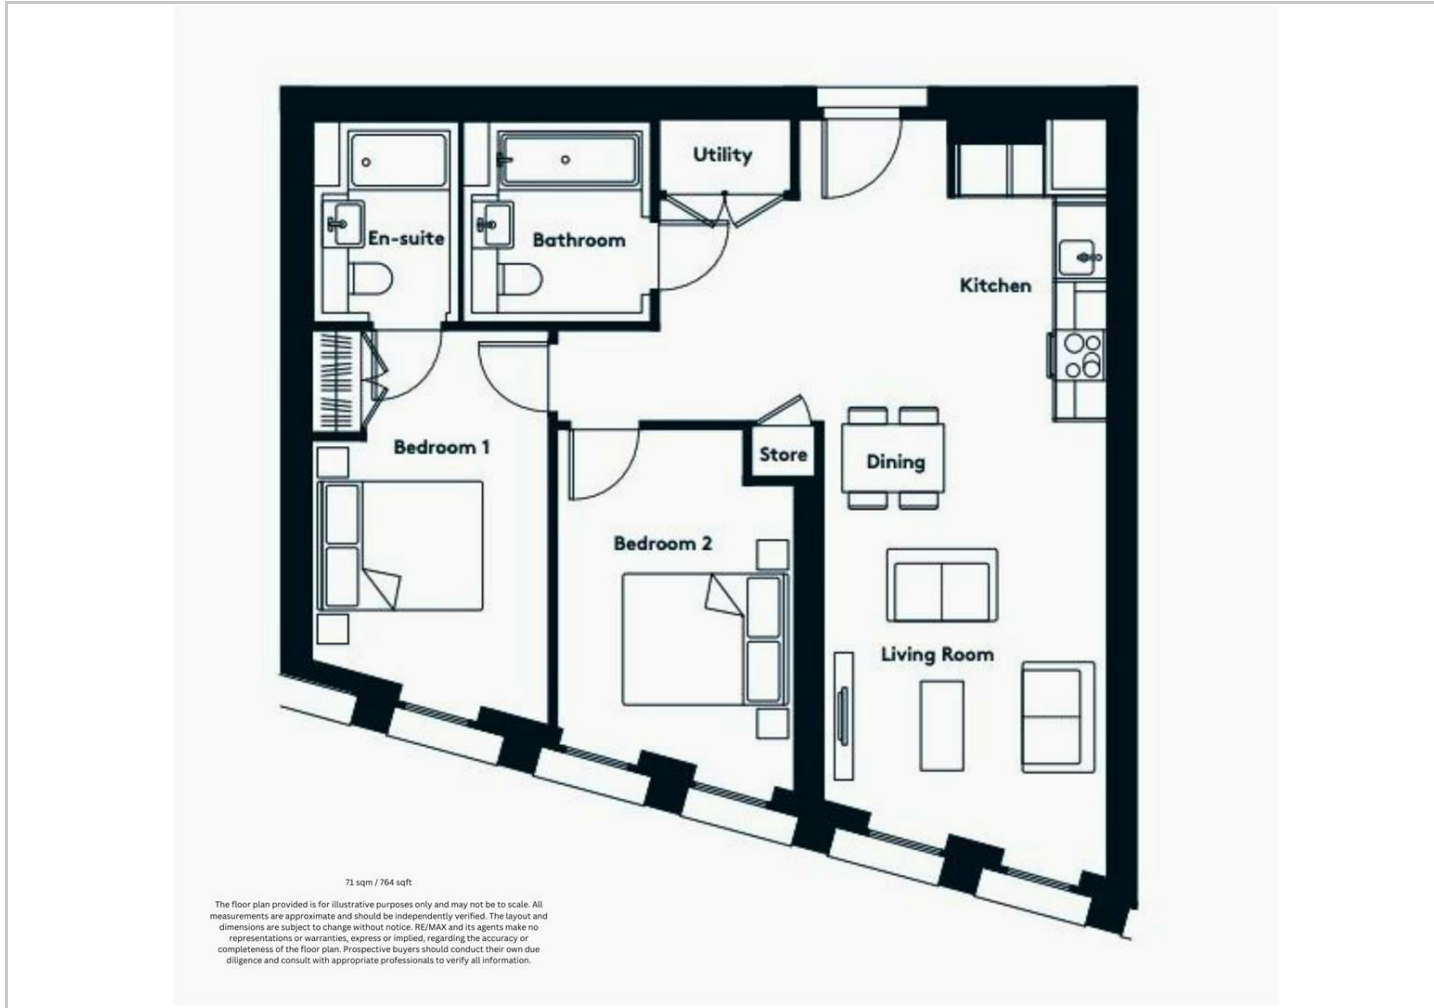 Utility
En-suite
Bathroom
Kitchen
Bedroom 1
Store
Dining
Bedroom 2
Living Room
71 sqm / 764 sqft
The floor plan provided is for illustrative purposes only and may not be to scale. All
measurements are approximate and should be independently verified. The layout and
dimensions are subject to change without notice. RE/MAX and its agents make no
representations or warranties, express or implied, regarding the accuracy or
completeness of the floor plan. Prospective buyers should conduct their own due
diligence and consult with appropriate professionals to verify all information.